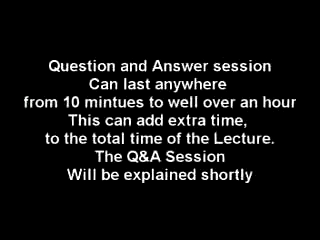 Question and Answer session
Can last anywhere
from 10 mintues to well over an hour
This can add extra time,
to the total time of the Lecture.
The Q&A Session
Will be explained shortly